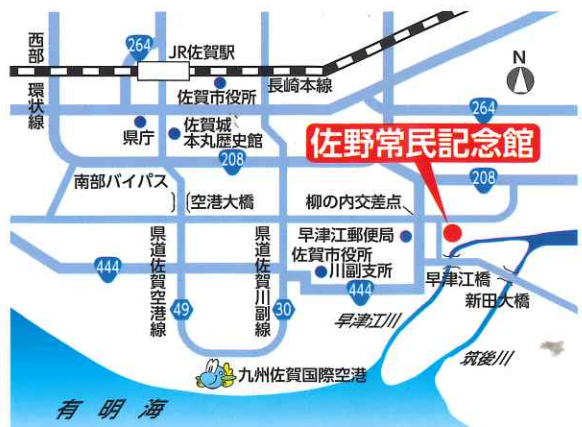 西部環状線
264
JR佐賀駅
長崎本線
佐賀市役所
N
県庁
佐賀城
本丸歴史館
264
佐野常民記念館
208
208
南部バイパス
空港大橋
柳の内交差点
早津江郵便局
佐賀市役所
川副支所
444
444
県道佐賀空港線
県道佐賀川副線
49
30
早津江橋
新田大橋
早津江川
筑後川
九州佐賀国際空港
有明海